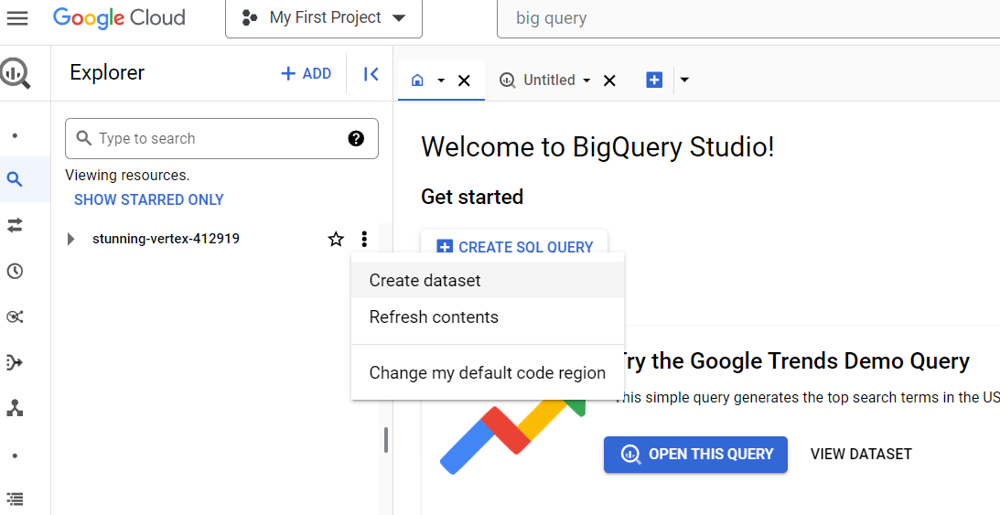 Google Cloud
My First Project
big query
Explorer
+ ADD
Untitled
Type to search
Viewing resources.
SHOW STARRED ONLY
stunning-vertex-412919
Welcome to BigQuery Studio!
Get started
CREATE SQL QUERY
Create dataset
Refresh contents
Change my default code region
Try the Google Trends Demo Query
This simple query generates the top search terms in the US
OPEN THIS QUERY
VIEW DATASET